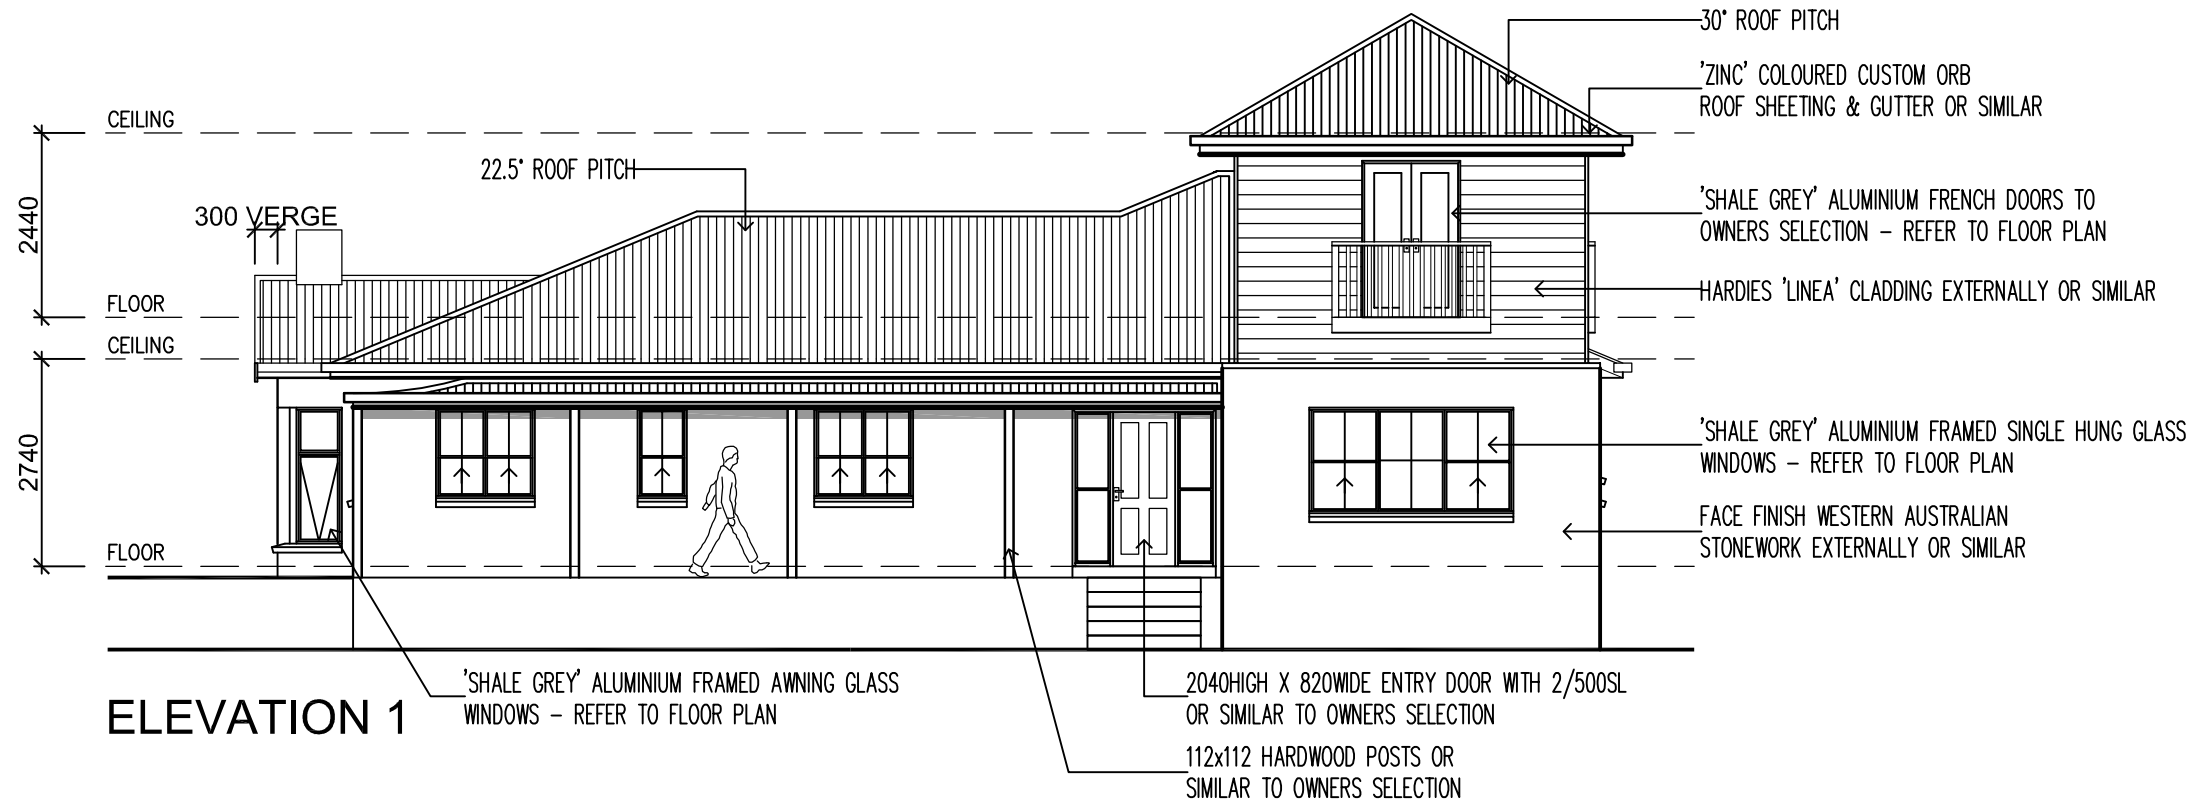 30° ROOF PITCH
'ZINC' COLOURED CUSTOM ORB
ROOF SHEETING & GUTTER OR SIMILAR
CEILING
22.5° ROOF PITCH
'SHALE GREY' ALUMINIUM FRENCH DOORS TO
OWNERS SELECTION – REFER TO FLOOR PLAN
2440
300 VERGE
HARDIES 'LINEA' CLADDING EXTERNALLY OR SIMILAR
FLOOR
CEILING
'SHALE GREY' ALUMINIUM FRAMED SINGLE HUNG GLASS
WINDOWS – REFER TO FLOOR PLAN
2740
FACE FINISH WESTERN AUSTRALIAN
STONEWORK EXTERNALLY OR SIMILAR
FLOOR
'SHALE GREY' ALUMINIUM FRAMED AWNING GLASS
WINDOWS – REFER TO FLOOR PLAN
2040HIGH X 820WIDE ENTRY DOOR WITH 2/500SL
OR SIMILAR TO OWNERS SELECTION
ELEVATION 1
112x112 HARDWOOD POSTS OR
SIMILAR TO OWNERS SELECTION